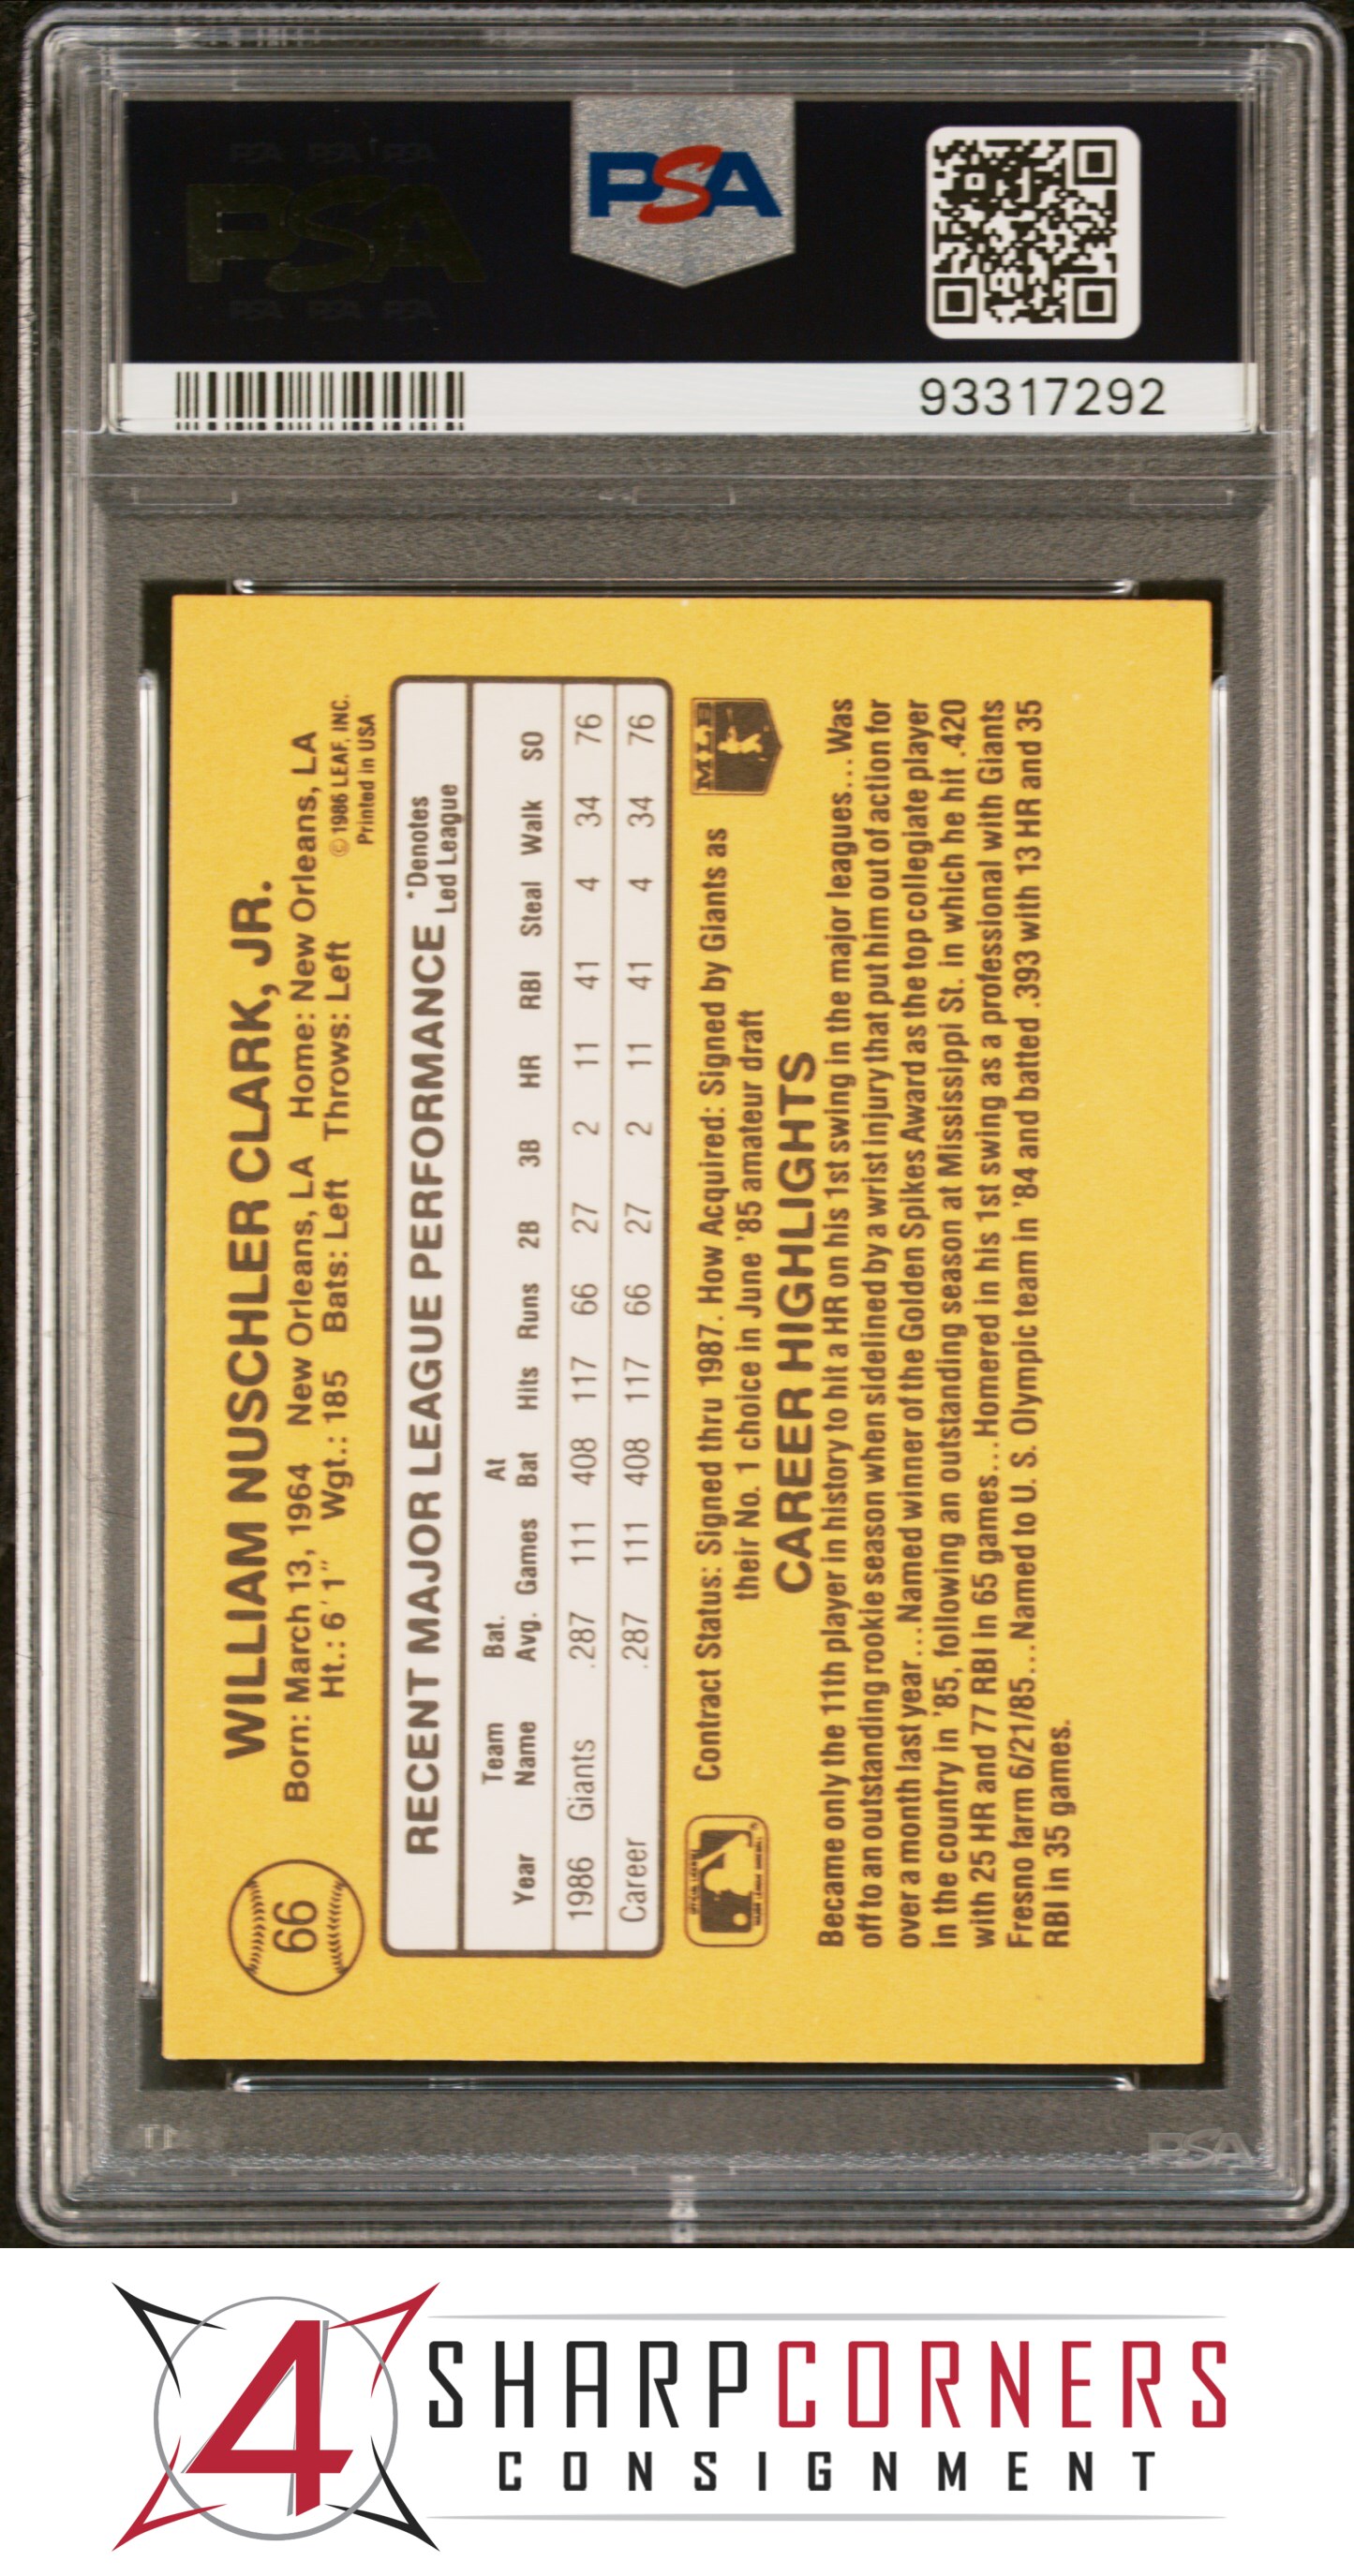 PSA PSA PSA
PSA
PSA PSA PSA
PSA
93317292
66
WILLIAM NUSCHLER CLARK, JR.
Born: March 13, 1964 New Orleans, LA Home: New Orleans, LA
Ht.: 6' 1" Wgt.: 185 Bats: Left Throws: Left
© 1986 LEAF, INC.
Printed in USA
RECENT MAJOR LEAGUE PERFORMANCE *Denotes
Led League
Year Team Name Bat. Avg. Games At Bat Hits Runs 2B 3B HR RBI Steal Walk SO
1986 Giants .287 111 408 117 66 27 2 11 41 4 34 76
Career .287 111 408 117 66 27 2 11 41 4 34 76
Contract Status: Signed thru 1987. How Acquired: Signed by Giants as
their No. 1 choice in June '85 amateur draft
MLB
CAREER HIGHLIGHTS
Became only the 11th player in history to hit a HR on his 1st swing in the major leagues...Was
off to an outstanding rookie season when sidelined by a wrist injury that put him out of action for
over a month last year...Named winner of the Golden Spikes Award as the top collegiate player
in the country in '85, following an outstanding season at Mississippi St. in which he hit .420
with 25 HR and 77 RBI in 65 games...Homered in his 1st swing as a professional with Giants
Fresno farm 6/21/85...Named to U. S. Olympic team in '84 and batted .393 with 13 HR and 35
RBI in 35 games.
PSA
4
SHARPCORNERS
CONSIGNMENT